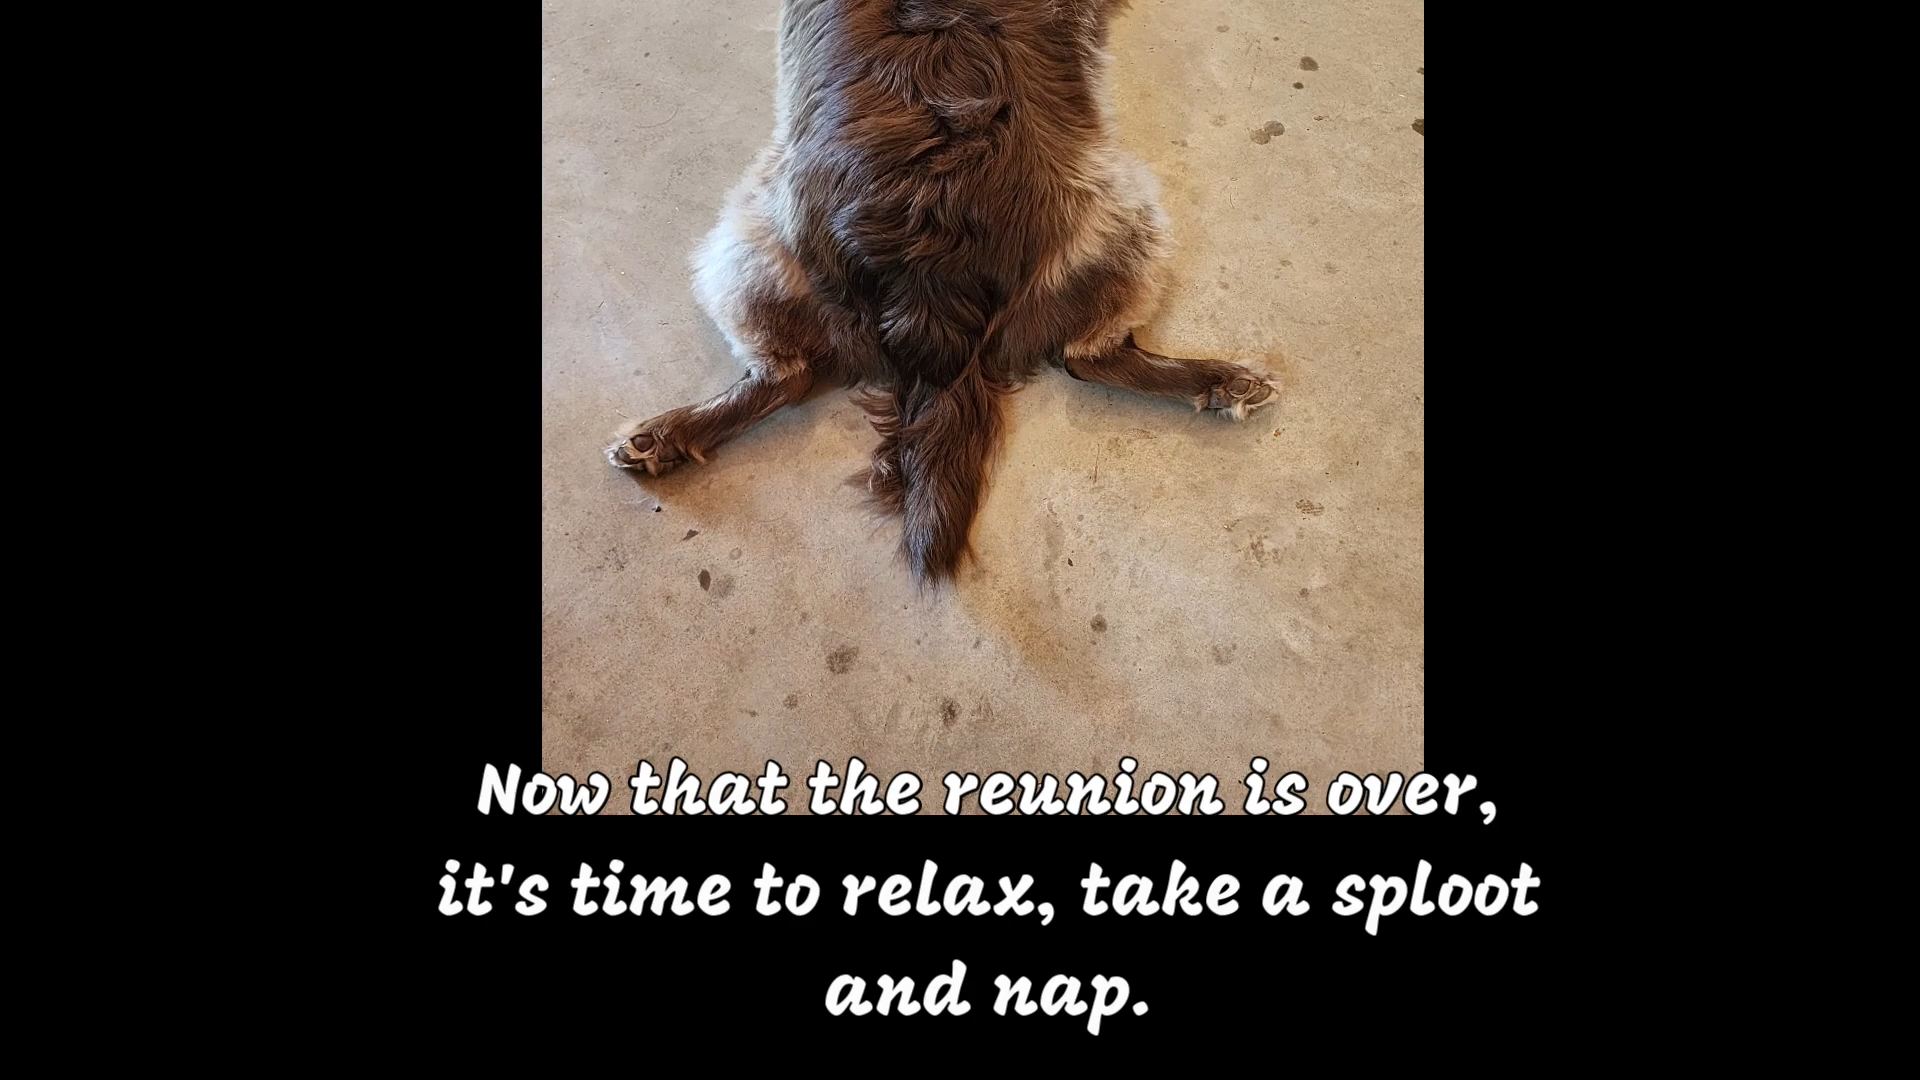 Now that the reunion is over,
it's time to relax, take a sploot
and nap.